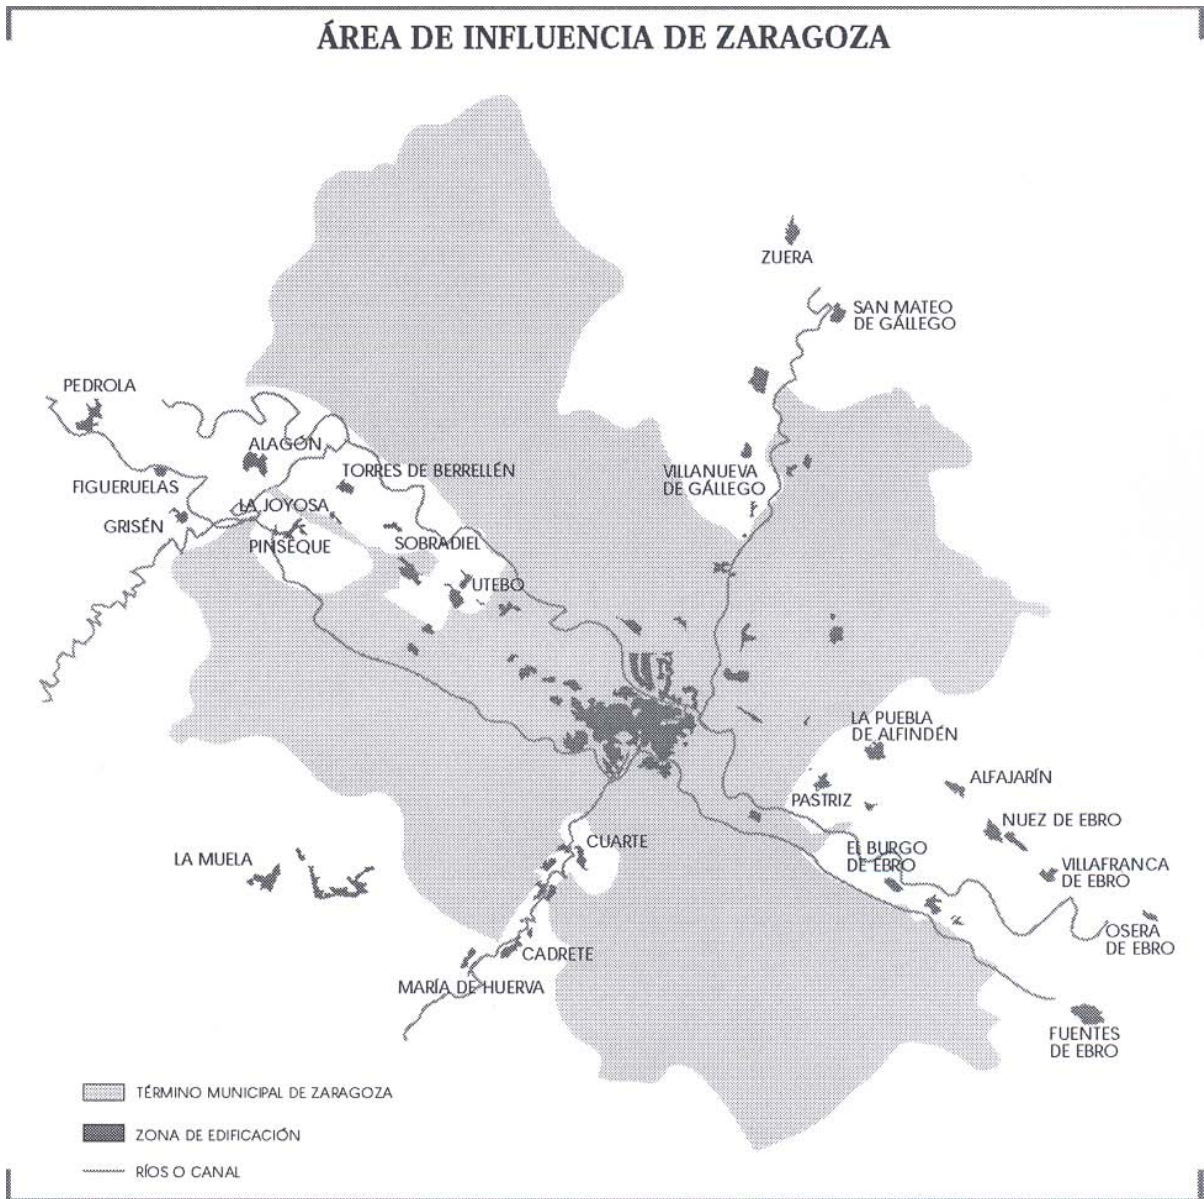 ÁREA DE INFLUENCIA DE ZARAGOZA
ZUERA
SAN MATEO
DE GÁLLEGO
PEDROLA
ALAGÓN
TORRES DE BERRELLÉN
VILLANUEVA
DE GÁLLEGO
FIGUERUELAS
LA JOYOSA
GRISÉN
PINSEQUE
SOBRADIEL
UTEBO
LA PUEBLA
DE ALFINDÉN
ALFAJARÍN
PASTRIZ
NUEZ DE EBRO
CUARTE
EL BURGO
DE EBRO
LA MUELA
VILLAFRANCA
DE EBRO
OSERA
DE EBRO
CADRETE
MARÍA DE HUERVA
FUENTES
DE EBRO
TÉRMINO MUNICIPAL DE ZARAGOZA
ZONA DE EDIFICACIÓN
RÍOS O CANAL